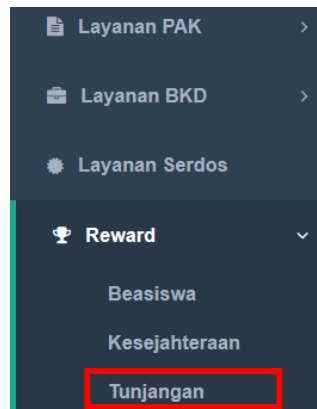 Layanan PAK
Layanan BKD
Layanan Serdos
Reward
Beasiswa
Kesejahteraan
Tunjangan